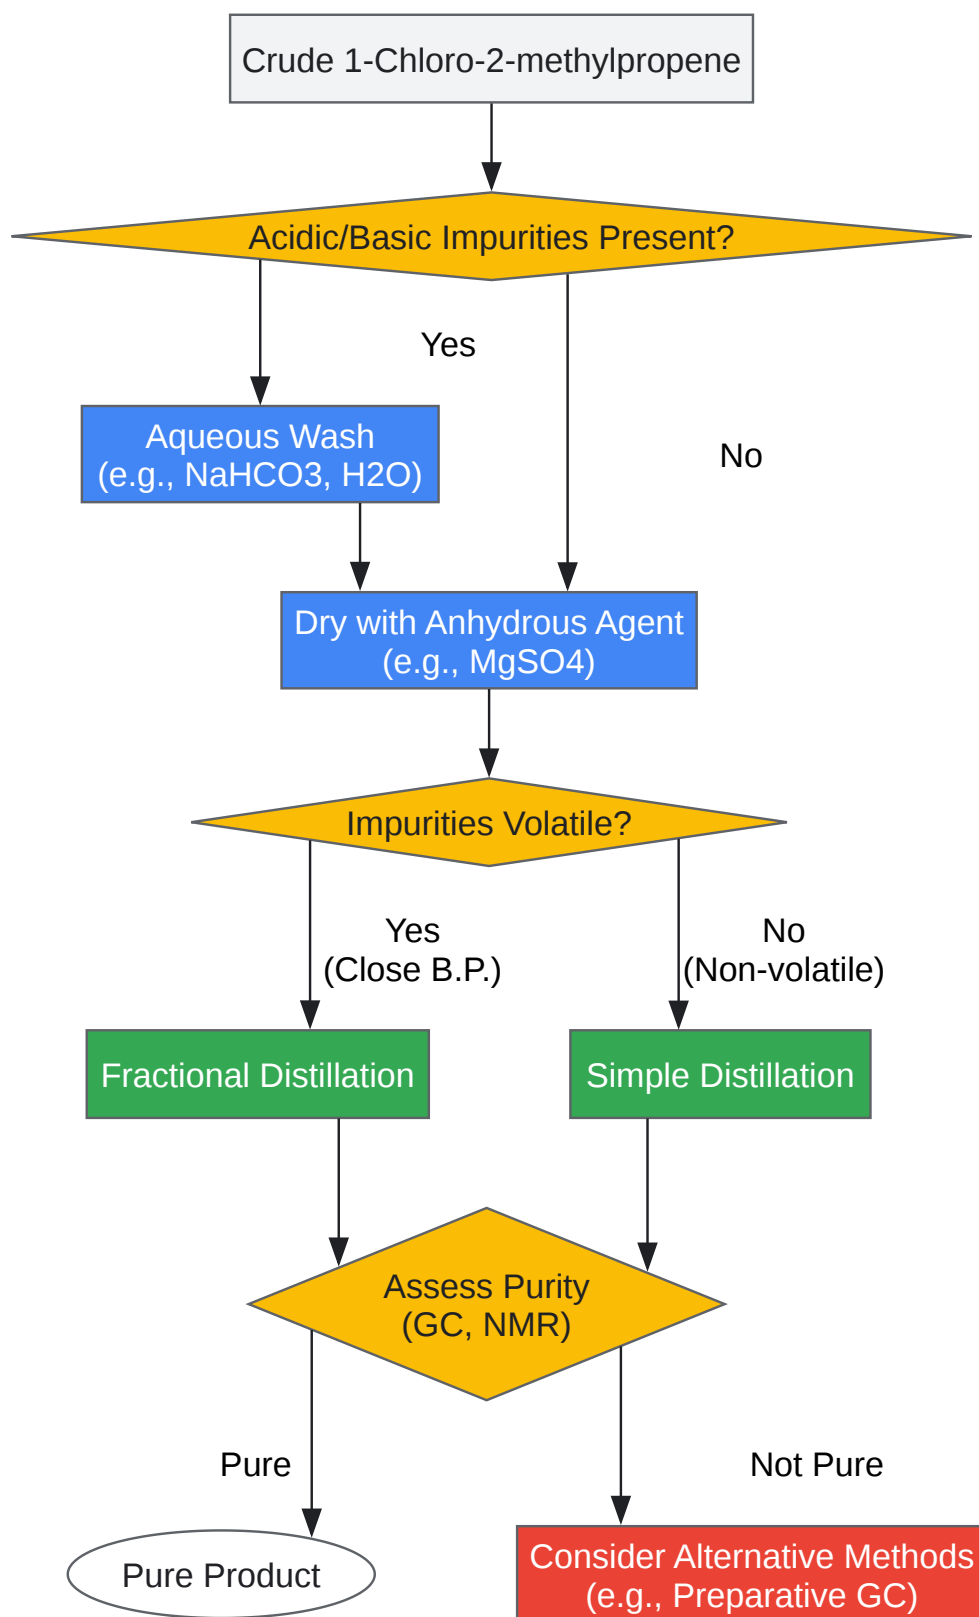 Crude 1-Chloro-2-methylpropene
Acidic/Basic Impurities Present?
Yes
Aqueous Wash
(e.g., NaHCO3, H2O)
No
Dry with Anhydrous Agent
(e.g., MgSO4)
Impurities Volatile?
Yes
(Close B.P.)
No
(Non-volatile)
Fractional Distillation
Simple Distillation
Assess Purity
(GC, NMR)
Pure
Not Pure
Pure Product
Consider Alternative Methods
(e.g., Preparative GC)